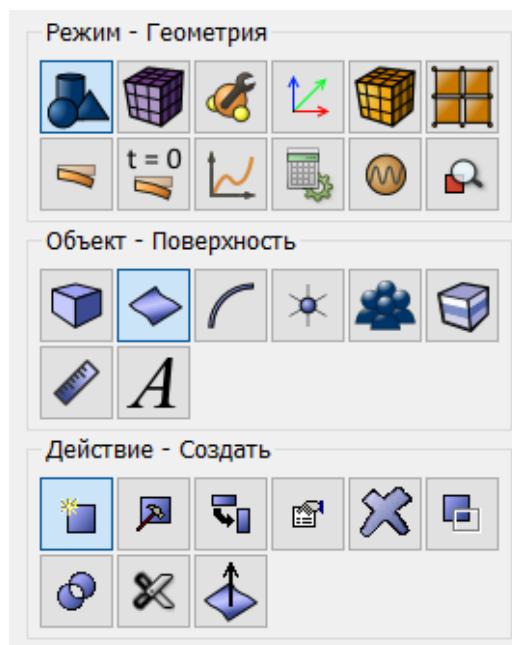 Режим - Геометрия
t = 0
Объект - Поверхность
A
Действие - Создать